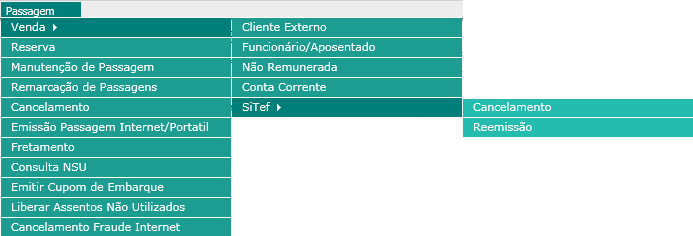 Passagem
Venda
Reserva
Manutenção de Passagem
Remarcação de Passagens
Cancelamento
Emissão Passagem Internet/Portatil
Fretamento
Consulta NSU
Emitir Cupom de Embarque
Liberar Assentos Não Utilizados
Cancelamento Fraude Internet
Cliente Externo
Funcionário/Aposentado
Não Remunerada
Conta Corrente
SiTef
Cancelamento
Reemissão